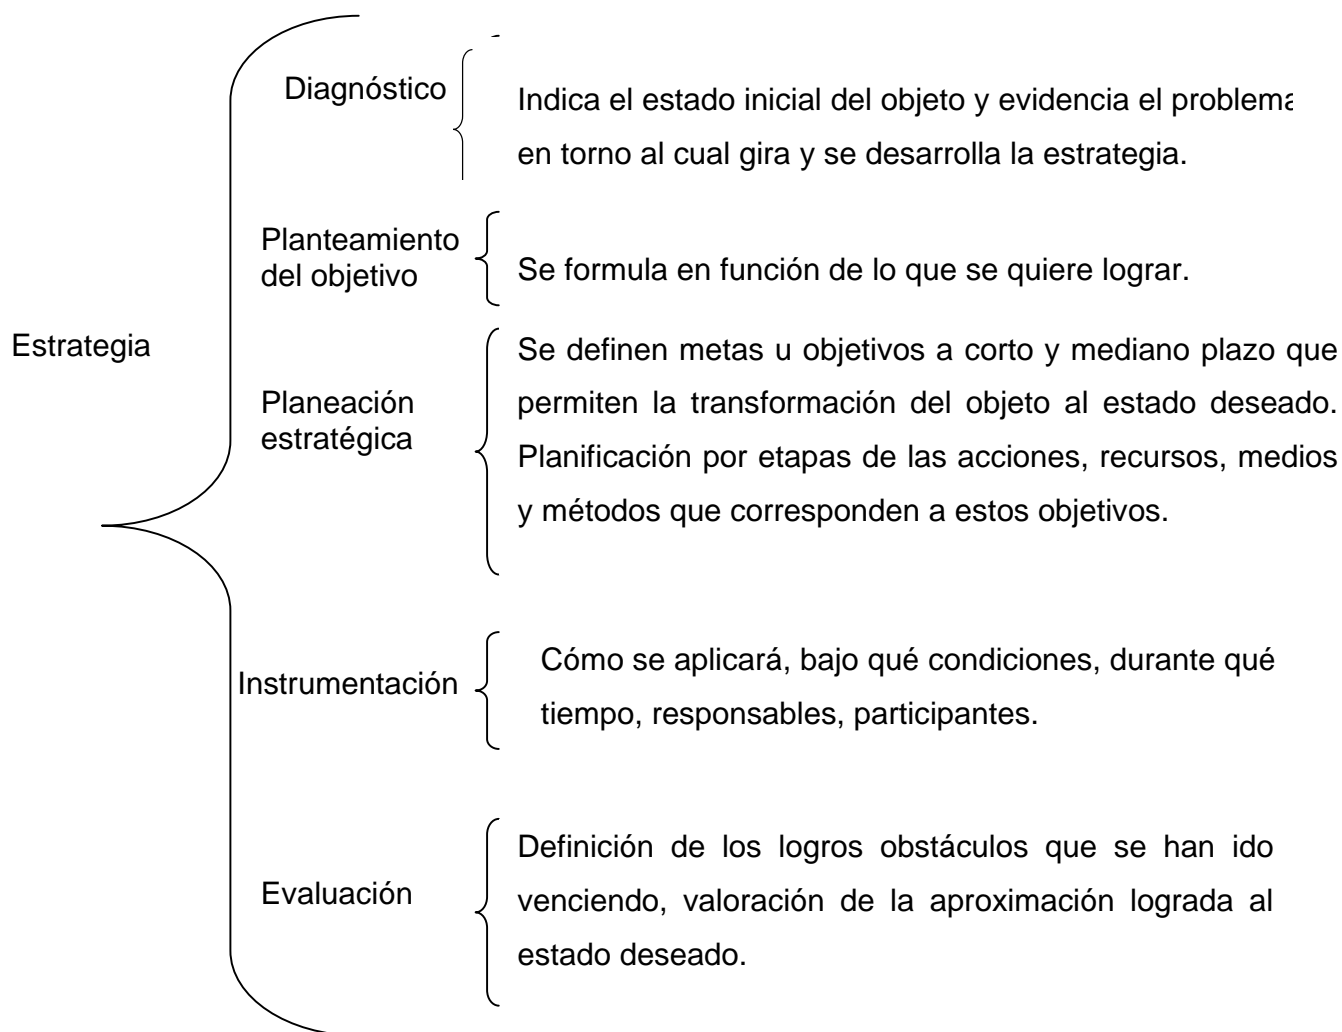 Estrategia
Diagnóstico
Indica el estado inicial del objeto y evidencia el problema
en torno al cual gira y se desarrolla la estrategia.
Planteamiento
del objetivo
Se formula en función de lo que se quiere lograr.
Planeación
estratégica
Se definen metas u objetivos a corto y mediano plazo que
permiten la transformación del objeto al estado deseado.
Planificación por etapas de las acciones, recursos, medios
y métodos que corresponden a estos objetivos.
Instrumentación
Cómo se aplicará, bajo qué condiciones, durante qué
tiempo, responsables, participantes.
Evaluación
Definición de los logros obstáculos que se han ido
venciendo, valoración de la aproximación lograda al
estado deseado.